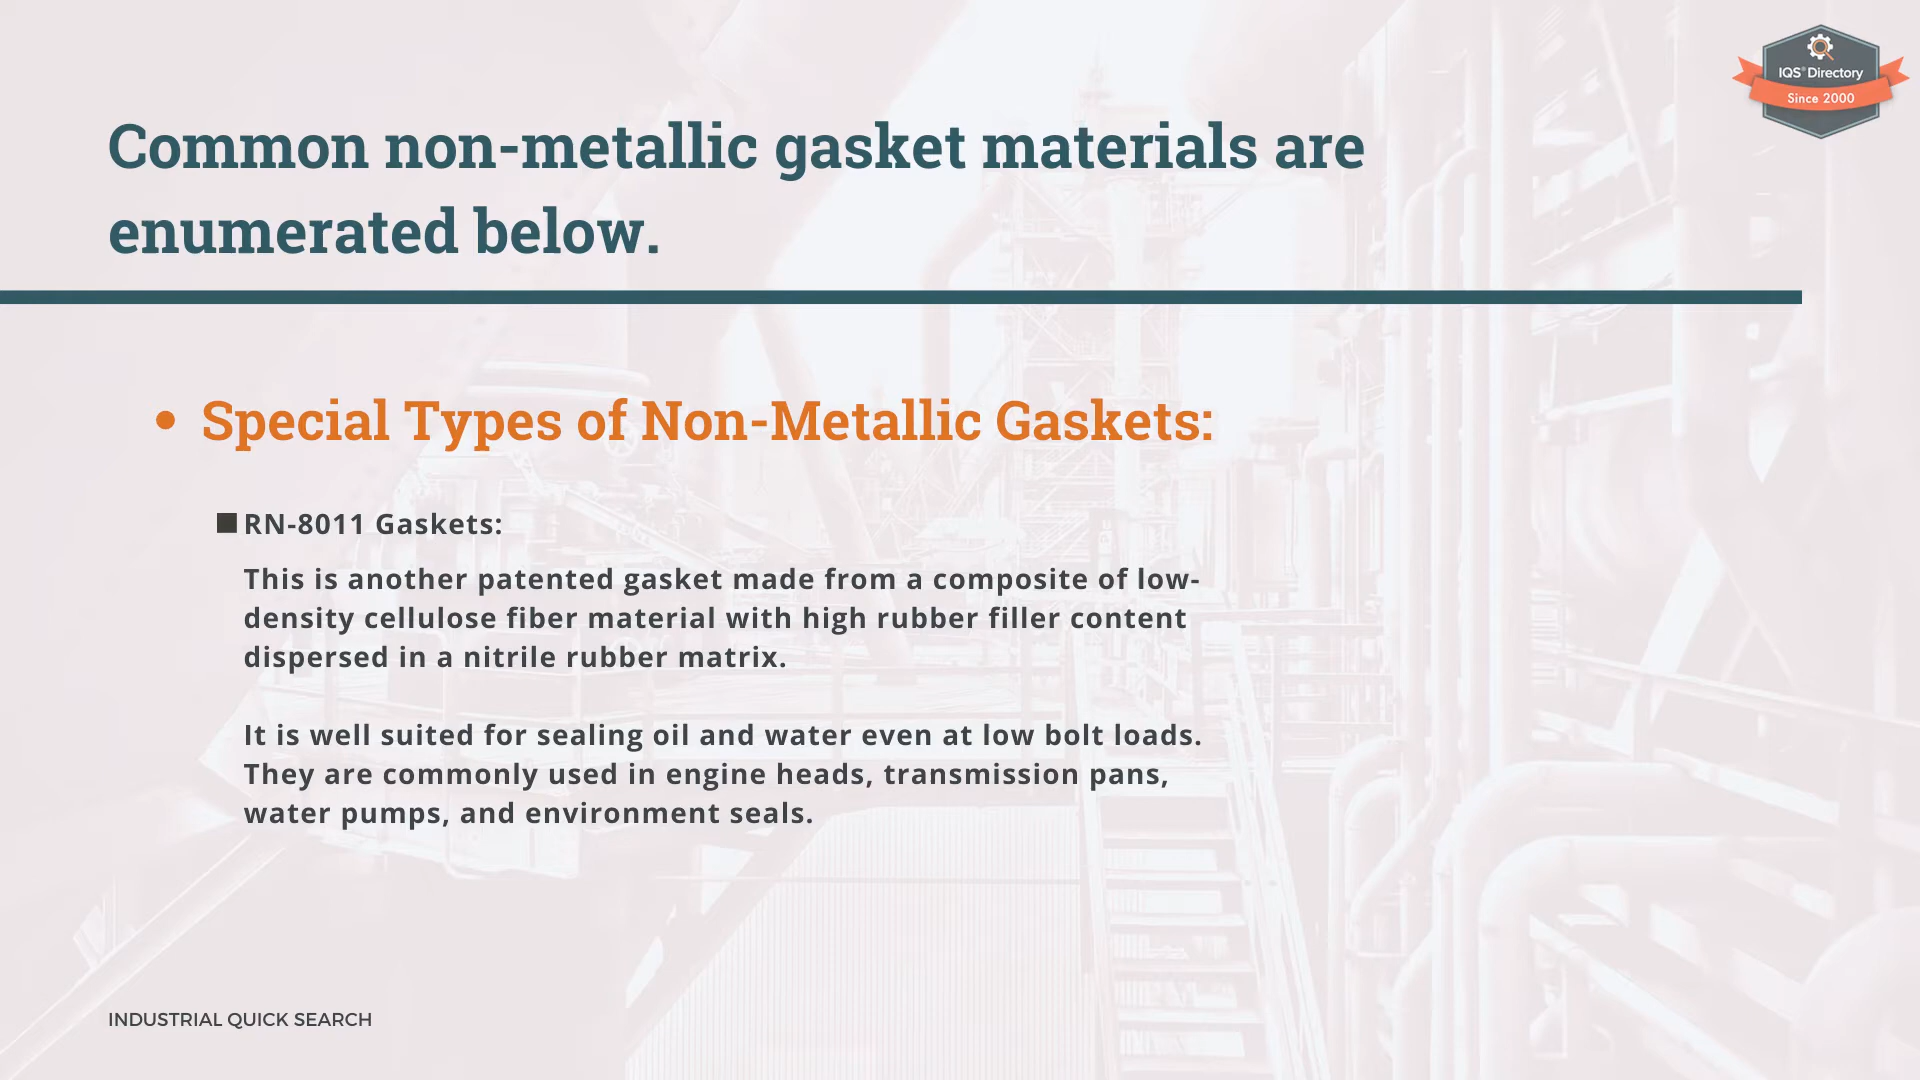 IQS® Directory
Since 2000
Common non-metallic gasket materials are
enumerated below.
• Special Types of Non-Metallic Gaskets:
■ RN-8011 Gaskets:
This is another patented gasket made from a composite of low-
density cellulose fiber material with high rubber filler content
dispersed in a nitrile rubber matrix.
It is well suited for sealing oil and water even at low bolt loads.
They are commonly used in engine heads, transmission pans,
water pumps, and environment seals.
INDUSTRIAL QUICK SEARCH